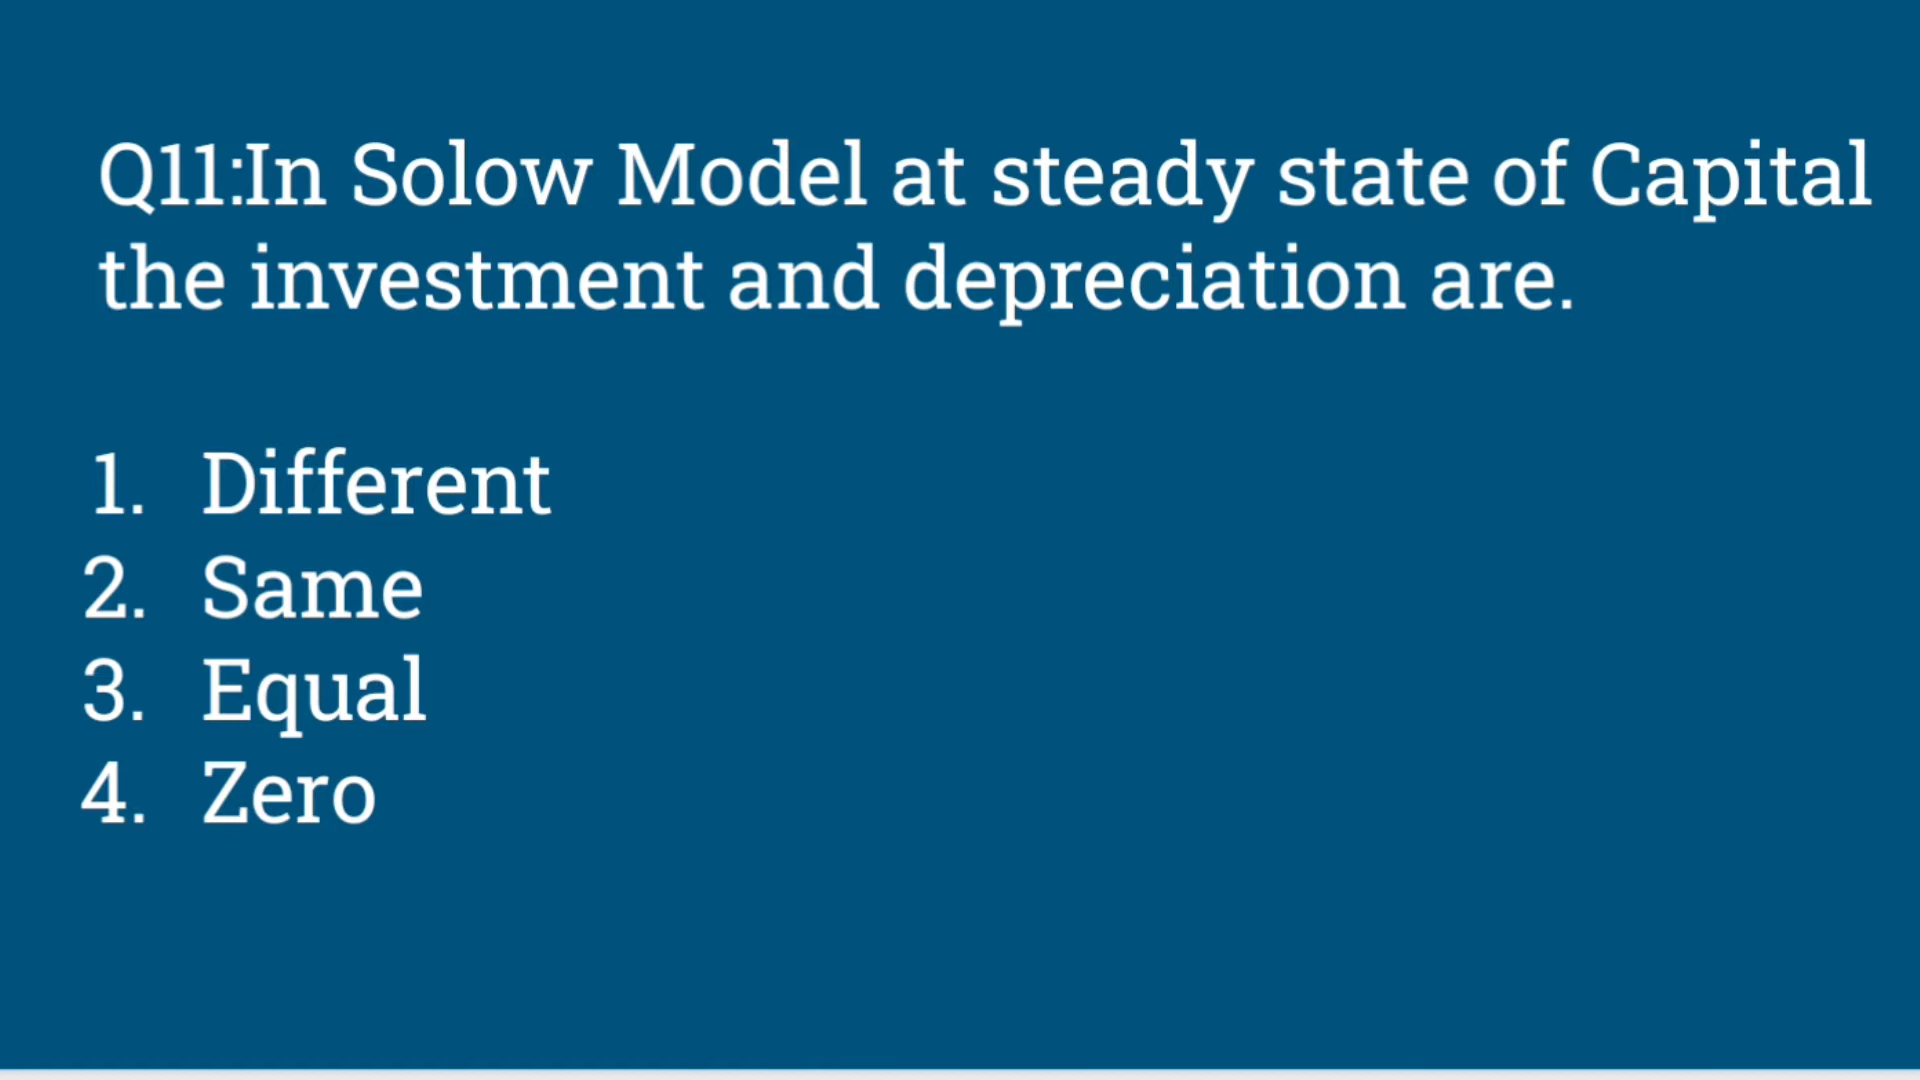 Q11:In Solow Model at steady state of Capital
the investment and depreciation are.
1. Different
2. Same
3. Equal
4. Zero